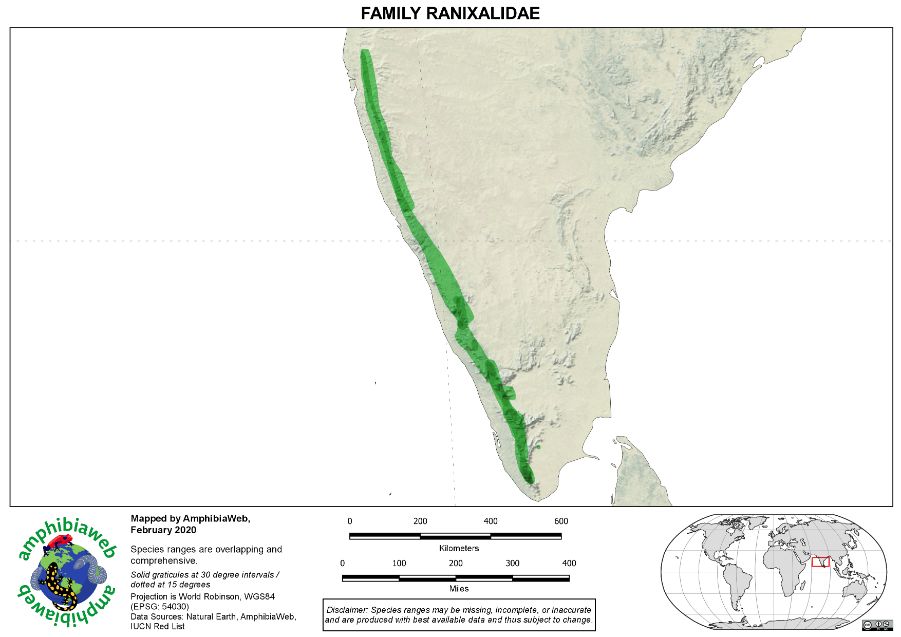 FAMILY RANIXALIDAE
amphibiaweb
amphibiaweb
Mapped by AmphibiaWeb,
February 2020
Species ranges are overlapping and
comprehensive.
Solid graticules at 30 degree intervals /
dotted at 15 degrees
Projection is World Robinson, WGS84
(EPSG: 54030)
Data Sources: Natural Earth, AmphibiaWeb,
IUCN Red List
0 200 400 600
Kilometers
0 100 200 300 400
Miles
Disclaimer: Species ranges may be missing, incomplete, or inaccurate
and are produced with best available data and thus subject to change.